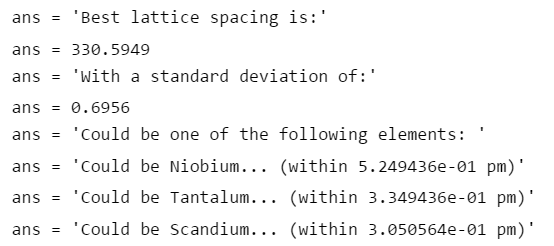 ans = 'Best lattice spacing is:'
ans = 330.5949
ans = 'With a standard deviation of:'
ans = 0.6956
ans = 'Could be one of the following elements: '
ans = 'Could be Niobium... (within 5.249436e-01 pm)'
ans = 'Could be Tantalum... (within 3.349436e-01 pm)'
ans = 'Could be Scandium... (within 3.050564e-01 pm)'